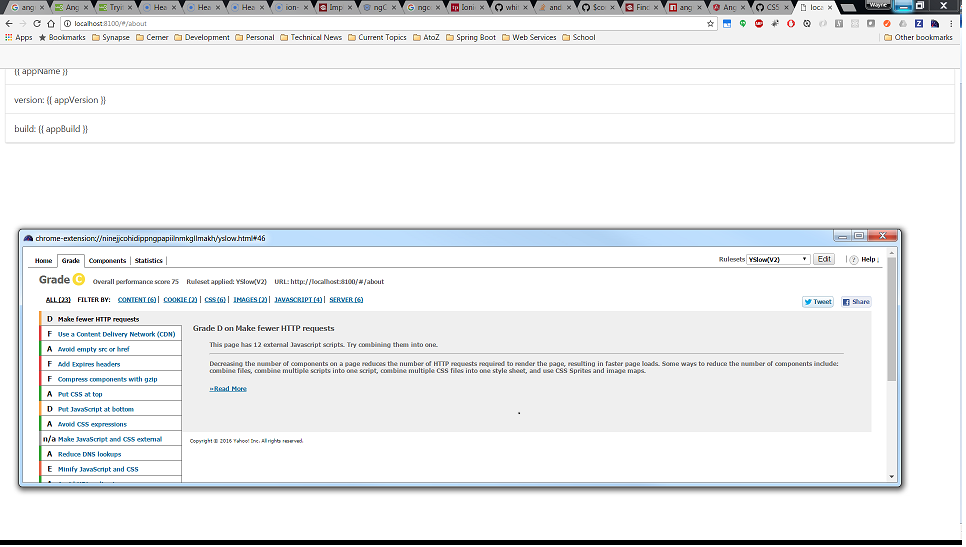 ang
Ang
Tryi
Hea
Hea
Hea
ion-
Imp
ngC
ngc
Ioni
whi
and
$cc
Finc
ang
Ang
CSS
loca
Wayne
localhost:8100/#/about
Apps Bookmarks Synapse Cerner Development Personal Technical News Current Topics AtoZ Spring Boot Web Services School Other bookmarks
{{ appName }}
version: {{ appVersion }}
build: {{ appBuild }}
chrome-extension://ninejjcohidippngpapiilnmkgllmakh/yslow.html#46
Home Grade Components Statistics Rulesets YSlow(V2) Edit Help
Grade C Overall performance score 75 Ruleset applied: YSlow(V2) URL: http://localhost:8100/#/about
ALL (23) FILTER BY: CONTENT (6) COOKIE (2) CSS (6) IMAGES (2) JAVASCRIPT (4) SERVER (6) Tweet Share
D Make fewer HTTP requests
F Use a Content Delivery Network (CDN)
A Avoid empty src or href
F Add Expires headers
F Compress components with gzip
A Put CSS at top
D Put JavaScript at bottom
A Avoid CSS expressions
n/a Make JavaScript and CSS external
A Reduce DNS lookups
E Minify JavaScript and CSS
Grade D on Make fewer HTTP requests
This page has 12 external Javascript scripts. Try combining them into one.
Decreasing the number of components on a page reduces the number of HTTP requests required to render the page, resulting in faster page loads. Some ways to reduce the number of components include:
combine files, combine multiple scripts into one script, combine multiple CSS files into one style sheet, and use CSS Sprites and image maps.
»Read More
Copyright © 2016 Yahoo! Inc. All rights reserved.